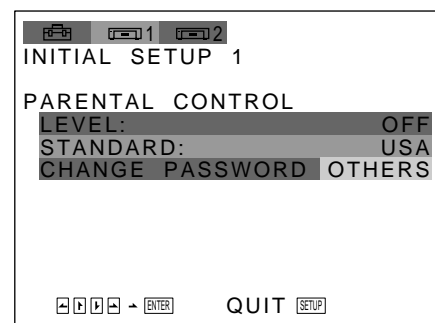 1 2
INITIAL SETUP 1
PARENTAL CONTROL
LEVEL: OFF
STANDARD: USA
CHANGE PASSWORD OTHERS
ENTER QUIT SETUP